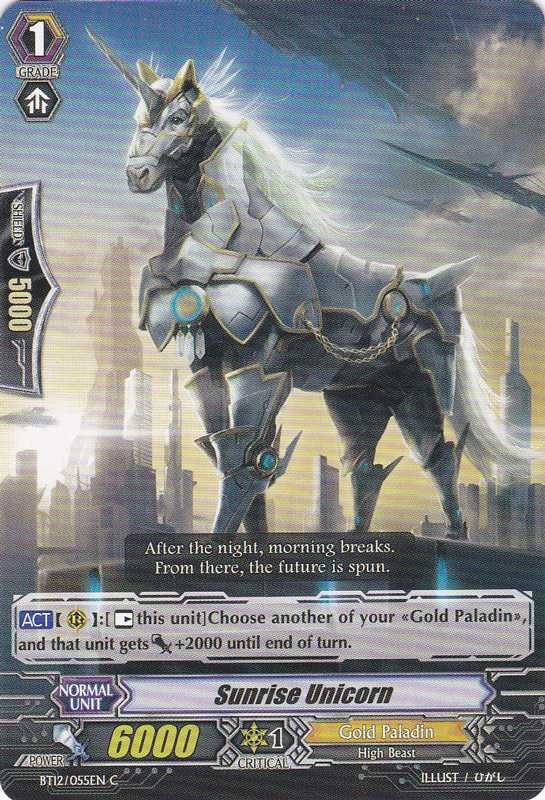 1
GRADE
SHIELD
5000
After the night, morning breaks.
From there, the future is spun.
ACT【 R 】:[ this unit]Choose another of your «Gold Paladin»,
and that unit gets +2000 until end of turn.
NORMAL
UNIT
Sunrise Unicorn
POWER
6000
1
CRITICAL
Gold Paladin
High Beast
BT12/055EN C
ILLUST / ひがし